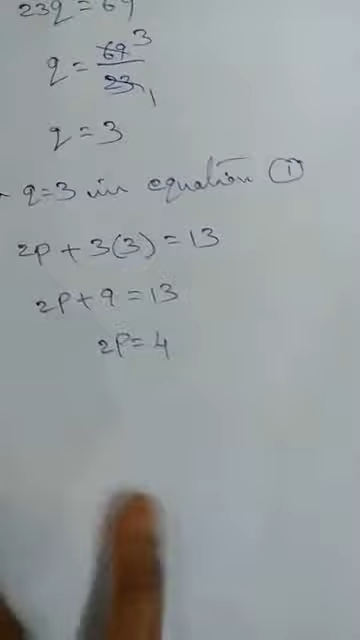 23q = 69
q = 69 3
23 1
q = 3
q=3 in equation ①
2p + 3(3) = 13
2p + 9 = 13
2p = 4